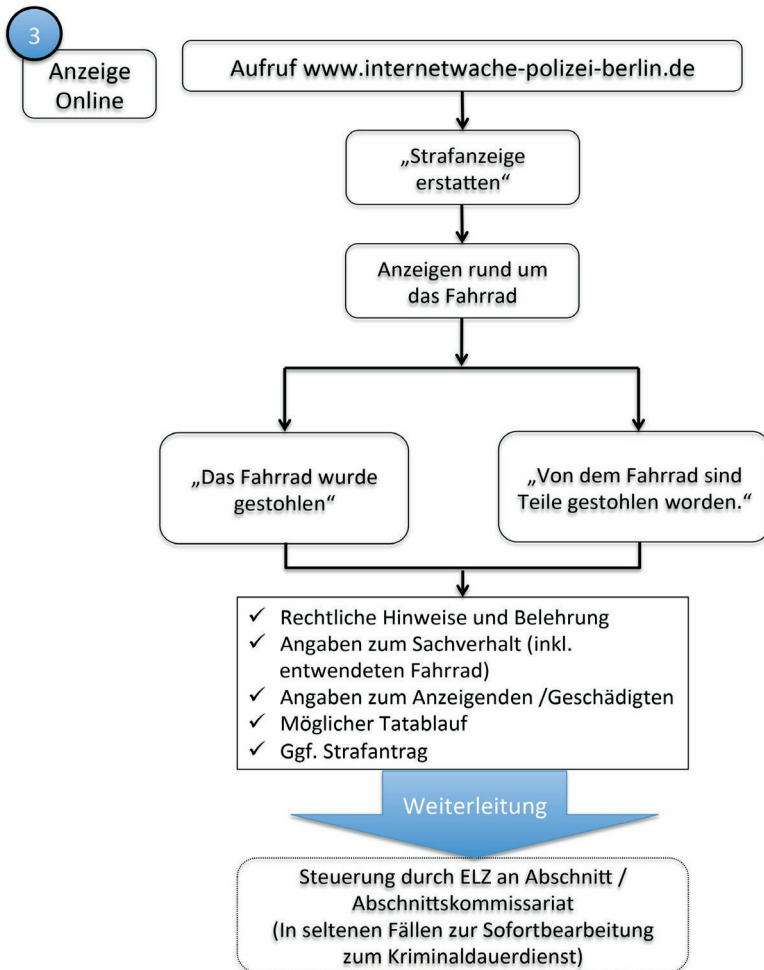 3
Anzeige
Online
Aufruf www.internetwache-polizei-berlin.de
„Strafanzeige
erstatten“
Anzeigen rund um
das Fahrrad
„Das Fahrrad wurde
gestohlen“
„Von dem Fahrrad sind
Teile gestohlen worden.“
✓ Rechtliche Hinweise und Belehrung
✓ Angaben zum Sachverhalt (inkl.
entwendeten Fahrrad)
✓ Angaben zum Anzeigenden /Geschädigten
✓ Möglicher Tatablauf
✓ Ggf. Strafantrag
Weiterleitung
Steuerung durch ELZ an Abschnitt /
Abschnittskommissariat
(In seltenen Fällen zur Sofortbearbeitung
zum Kriminaldauerdienst)